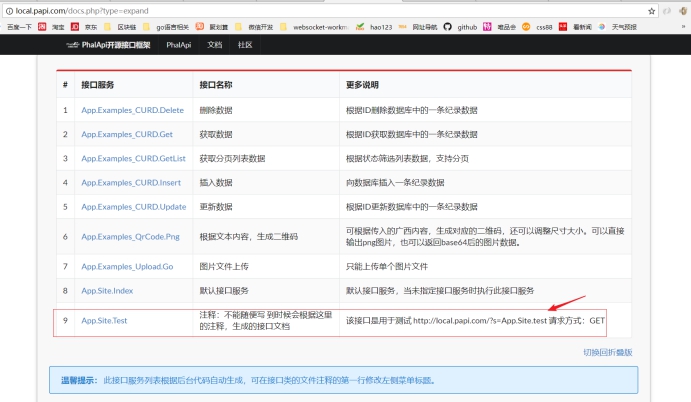 local.papi.com/docs.php?type=expand
百度一下 淘宝 京东 区块链 go语言相关 聚划算 微信开发 websocket-workm hao123 网址导航 github 唯品会 css88 看新闻 天气预报
PhalApi开源接口框架 PhalApi 文档 社区
# 接口服务 接口名称 更多说明
1 App.Examples_CURD.Delete 删除数据 根据ID删除数据库中的一条纪录数据
2 App.Examples_CURD.Get 获取数据 根据ID获取数据库中的一条纪录数据
3 App.Examples_CURD.GetList 获取分页列表数据 根据状态筛选列表数据，支持分页
4 App.Examples_CURD.Insert 插入数据 向数据库插入一条纪录数据
5 App.Examples_CURD.Update 更新数据 根据ID更新数据库中的一条纪录数据
6 App.Examples_QrCode.Png 根据文本内容，生成二维码 可根据传入的广西内容，生成对应的二维码，还可以调整尺寸大小。可以直接
输出png图片，也可以返回base64后的图片数据。
7 App.Examples_Upload.Go 图片文件上传 只能上传单个图片文件
8 App.Site.Index 默认接口服务 默认接口服务，当未指定接口服务时执行此接口服务
9 App.Site.Test 注释：不能随便写 到时候会根据这里
的注释，生成的接口文档 该接口是用于测试 http://local.papi.com/?s=App.Site.test 请求方式：GET
切换回折叠版
温馨提示： 此接口服务列表根据后台代码自动生成，可在接口类的文件注释的第一行修改左侧菜单标题。